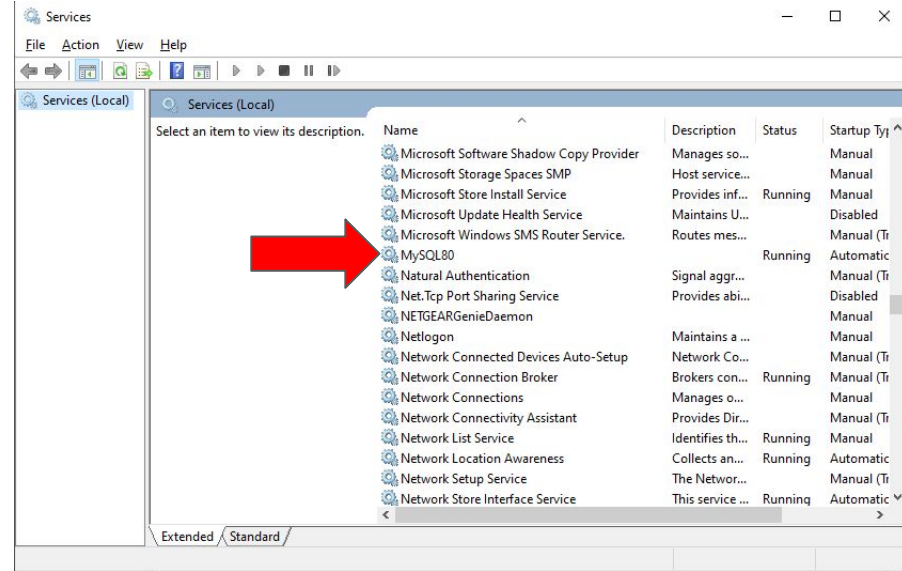 Services
File Action View Help
Services (Local)
Services (Local)
Select an item to view its description.
Name Description Status Startup Typ
Microsoft Software Shadow Copy Provider Manages so... Manual
Microsoft Storage Spaces SMP Host service... Manual
Microsoft Store Install Service Provides inf... Running Manual
Microsoft Update Health Service Maintains U... Disabled
Microsoft Windows SMS Router Service. Routes mes... Manual (Tr
MySQL80 Running Automatic
Natural Authentication Signal aggr... Manual (Tr
Net.Tcp Port Sharing Service Provides abi... Disabled
NETGEARGenieDaemon Manual
Netlogon Maintains a ... Manual
Network Connected Devices Auto-Setup Network Co... Manual (Tr
Network Connection Broker Brokers con... Running Manual (Tr
Network Connections Manages o... Manual
Network Connectivity Assistant Provides Dir... Manual (Tr
Network List Service Identifies th... Running Manual
Network Location Awareness Collects an... Running Automatic
Network Setup Service The Networ... Manual (Tr
Network Store Interface Service This service ... Running Automatic
Extended Standard